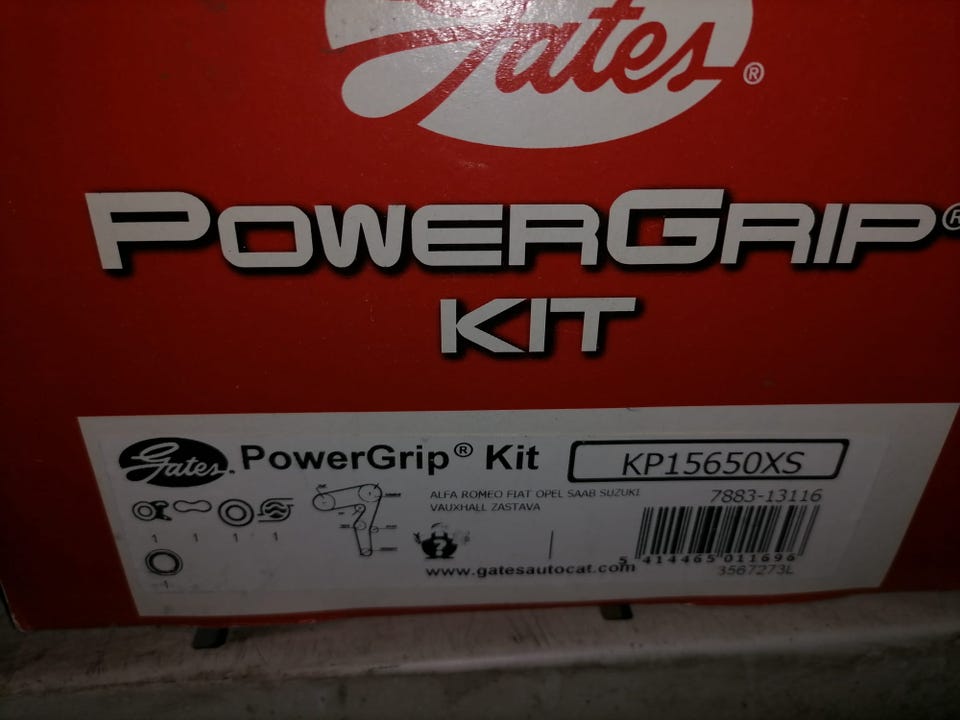 Gates®
POWERGRIP®
KIT
Gates™ PowerGrip® Kit KP15650XS
ALFA ROMEO FIAT OPEL SAAB SUZUKI
VAUXHALL ZASTAVA
7883-13116
1 1 1 1
?
5 414465 011696
www.gatesautocat.com
3567273L
1